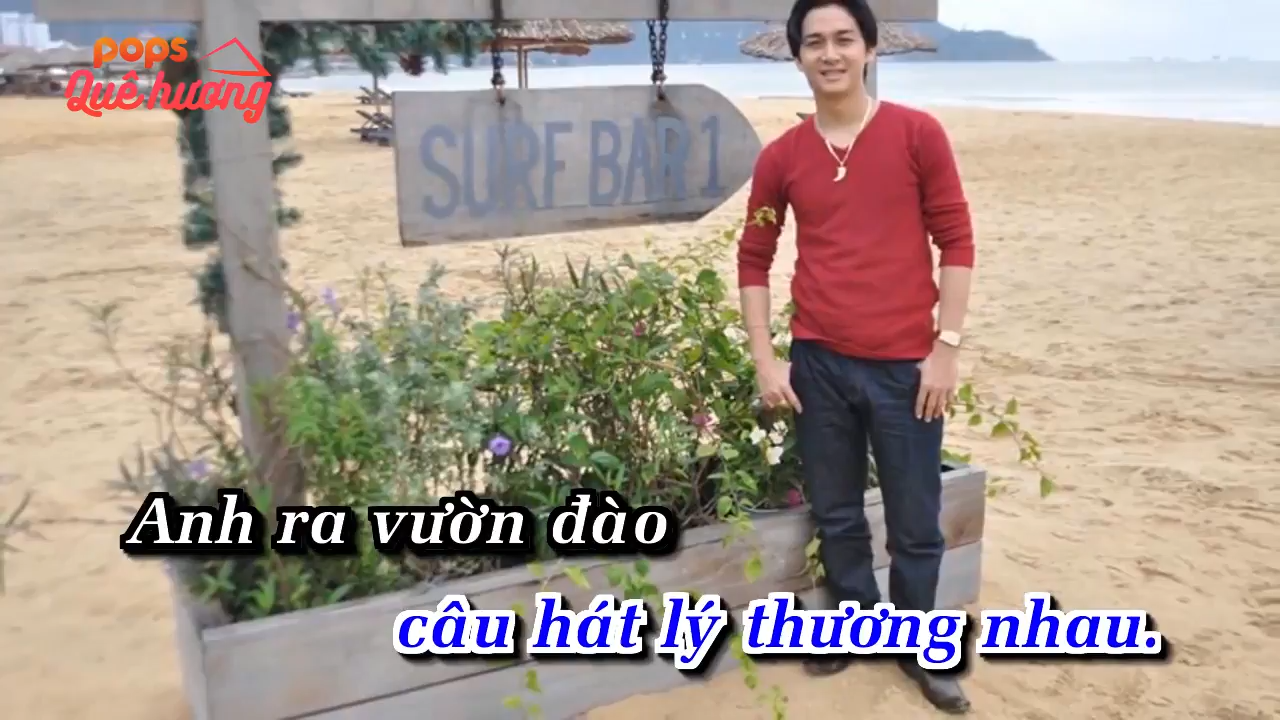 POPS
Quê hương
SURF BAR 1
Anh ra vườn đào
câu hát lý thương nhau.